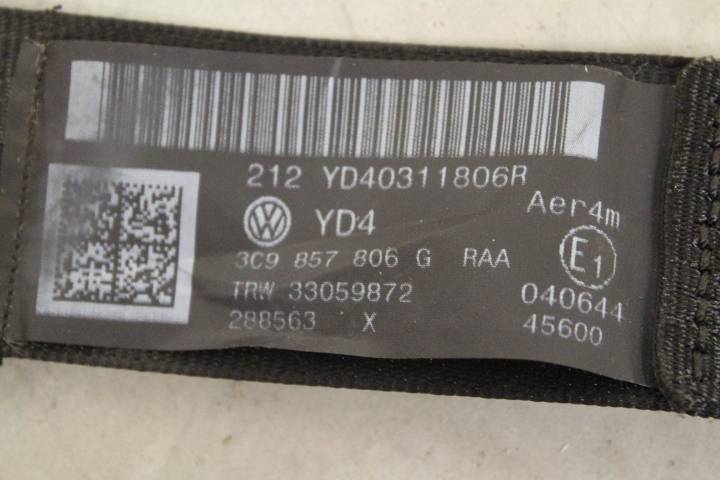 212 YD40311806R
Aer4m
YD4
E1
3C9 857 806 G RAA
TRW 33059872
040644
288563 X
45600